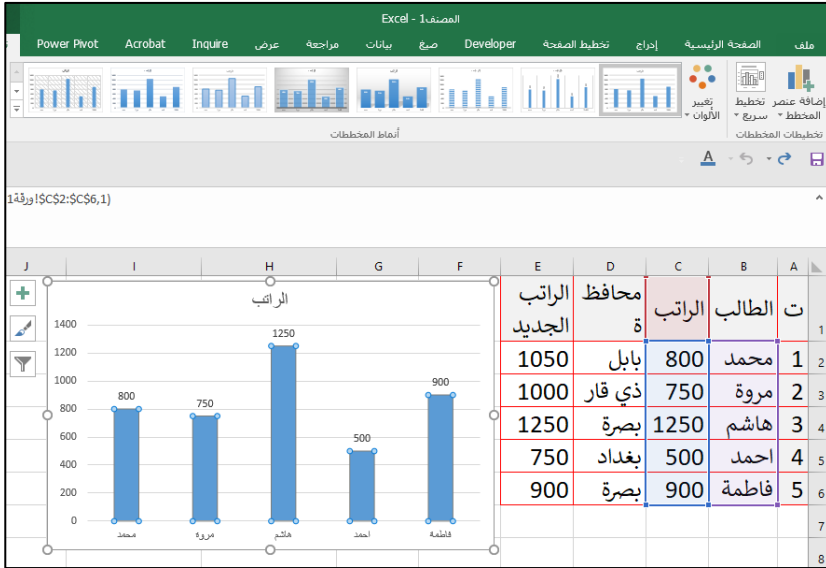 المصنف1 - Excel
ملف الصفحة الرئيسية إدراج تخطيط الصفحة Developer صيغ بيانات مراجعة عرض Inquire Acrobat Power Pivot
إضافة عنصر المخطط
تخطيط سريع
تغيير الألوان
تخطيطات المخططات
أنماط المخططات
ورقة1!$C$2:$C$6,1)
A B C D E F G H I J
1 ت الطالب الراتب محافظة الراتب الجديد
2 1 محمد 800 بابل 1050
3 2 مروة 750 ذي قار 1000
4 3 هاشم 1250 بصرة 1250
5 4 احمد 500 بغداد 750
6 5 فاطمة 900 بصرة 900
7
8
الراتب
1400
1200
1000
800
600
400
200
0
800 750 1250 500 900
محمد مروة هاشم احمد فاطمة